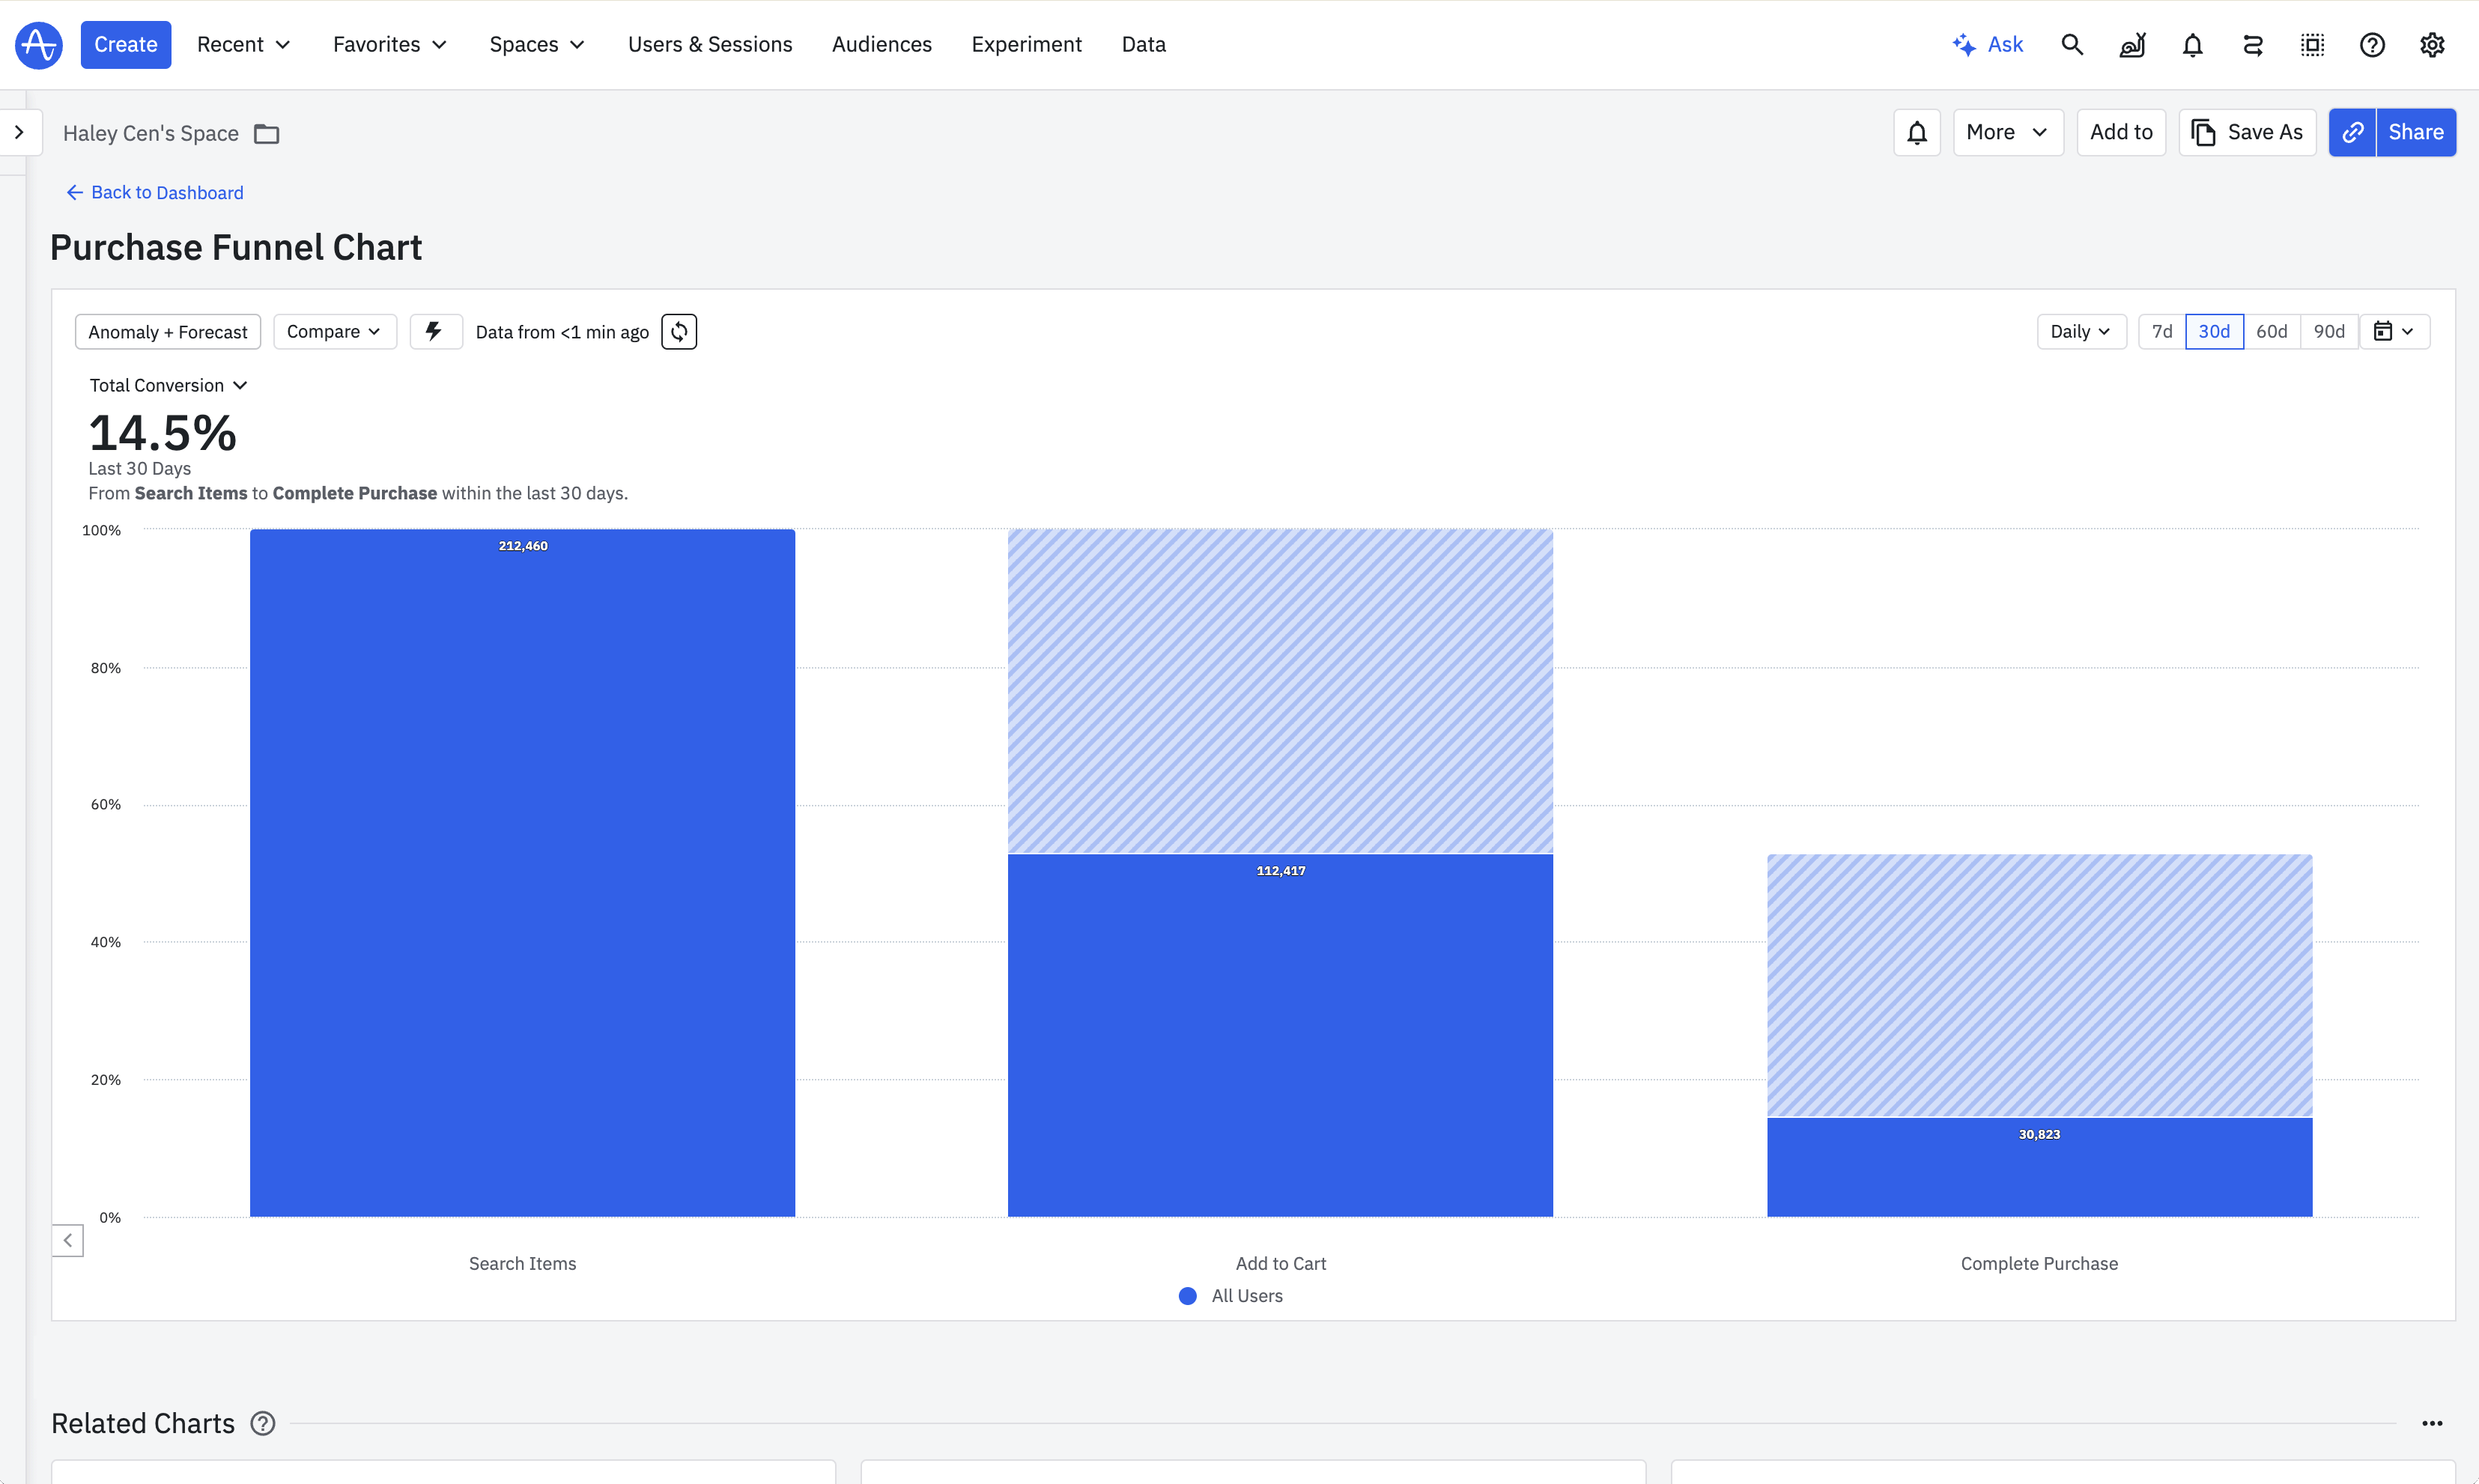 Create Recent Favorites Spaces Users & Sessions Audiences Experiment Data Ask
Haley Cen's Space More Add to Save As Share
Back to Dashboard
Purchase Funnel Chart
Anomaly + Forecast Compare Data from <1 min ago Daily 7d 30d 60d 90d
Total Conversion
14.5%
Last 30 Days
From Search Items to Complete Purchase within the last 30 days.
100%
212,460
80%
60%
112,417
40%
20%
30,823
0%
Search Items Add to Cart Complete Purchase
All Users
Related Charts